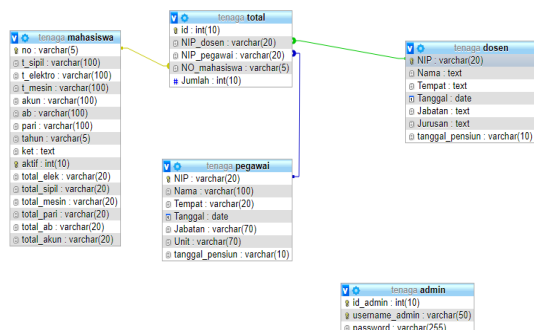 tenaga mahasiswa
no : varchar(5)
t_sipil : varchar(100)
t_elektro : varchar(100)
t_mesin : varchar(100)
akun : varchar(100)
ab : varchar(100)
pari : varchar(100)
tahun : varchar(5)
ket : text
aktif : int(10)
total_elek : varchar(20)
total_sipil : varchar(20)
total_mesin : varchar(20)
total_pari : varchar(20)
total_ab : varchar(20)
total_akun : varchar(20)
tenaga total
id : int(10)
NIP_dosen : varchar(20)
NIP_pegawai : varchar(20)
NO_mahasiswa : varchar(5)
# Jumlah : int(10)
tenaga dosen
NIP : varchar(20)
Nama : text
Tempat : text
Tanggal : date
Jabatan : text
Jurusan : text
tanggal_pensiun : varchar(10)
tenaga pegawai
NIP : varchar(20)
Nama : varchar(100)
Tempat : varchar(20)
Tanggal : date
Jabatan : varchar(70)
Unit : varchar(70)
tanggal_pensiun : varchar(10)
tenaga admin
id_admin : int(10)
username_admin : varchar(50)
password : varchar(255)